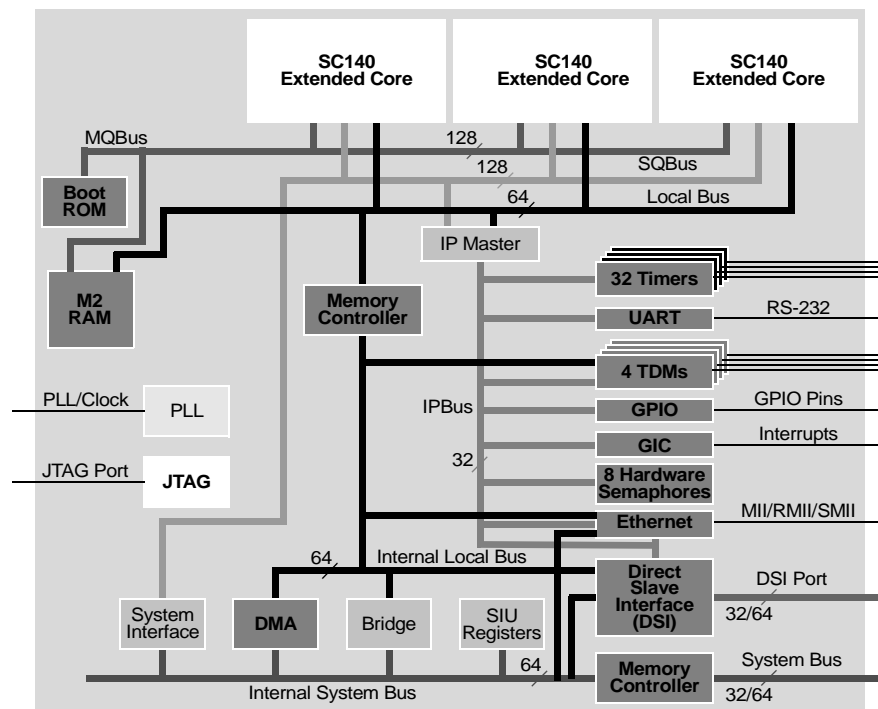 SC140
Extended Core
SC140
Extended Core
SC140
Extended Core
MQBus
128
128
SQBus
64
Local Bus
Boot
ROM
IP Master
M2
RAM
Memory
Controller
32 Timers
UART
RS-232
4 TDMs
PLL/Clock
PLL
IPBus
GPIO
GPIO Pins
GIC
Interrupts
JTAG Port
JTAG
32
8 Hardware
Semaphores
Ethernet
MII/RMII/SMII
64
Internal Local Bus
Direct
Slave
Interface
(DSI)
DSI Port
32/64
System
Interface
DMA
Bridge
SIU
Registers
64
Internal System Bus
Memory
Controller
System Bus
32/64